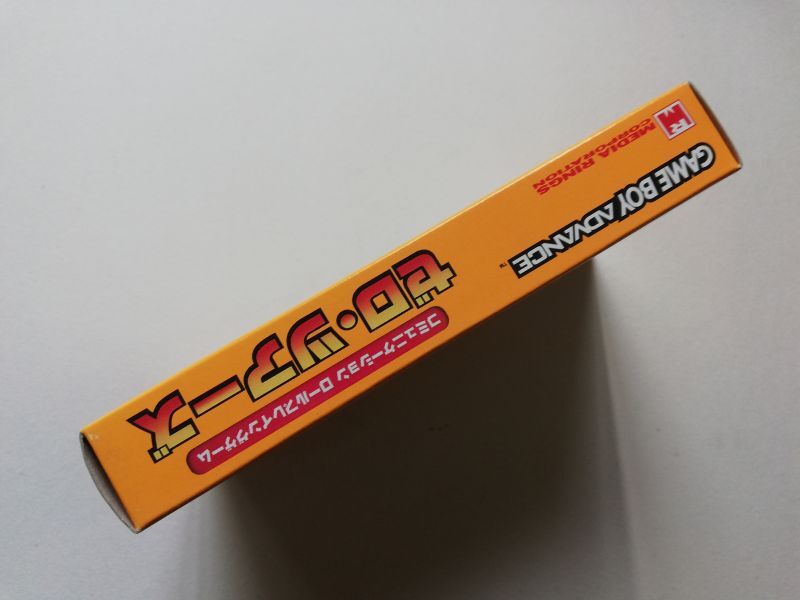 GAME BOY ADVANCE™
R
MEDIA RINGS
CORPORATION
コミュニケーション ロールプレイングゲーム
ゼロ・ツアーズ